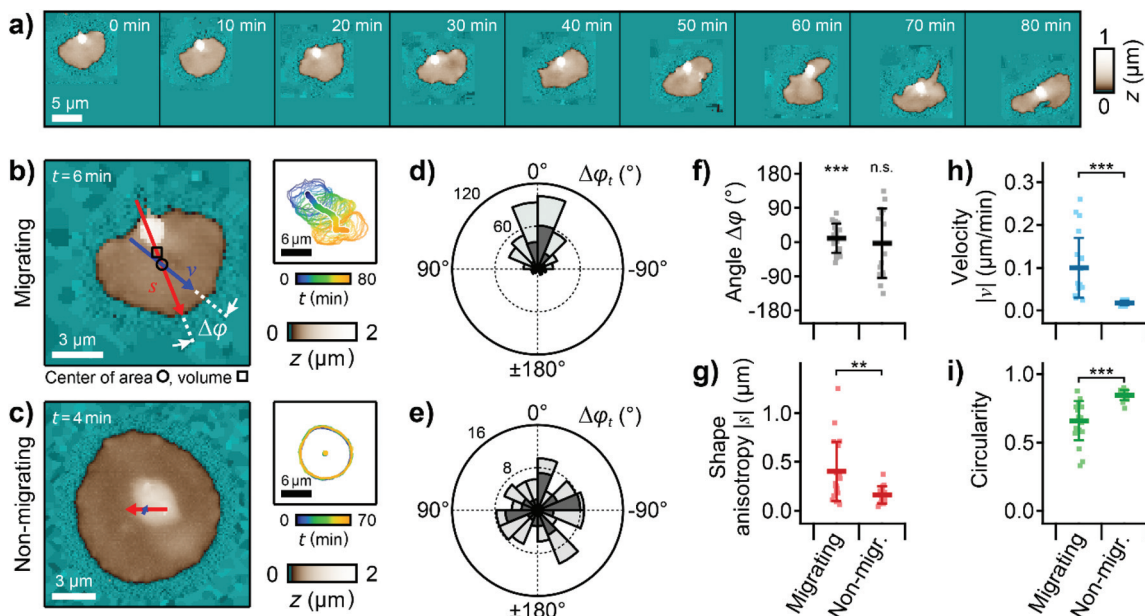 a)
0 min
10 min
20 min
30 min
40 min
50 min
60 min
70 min
80 min
5 µm
1
0
z (µm)
b)
Migrating
t = 6 min
s
v
Δφ
3 µm
Center of area, volume
6 µm
0 80
t (min)
0 2
z (µm)
c)
Non-migrating
t = 4 min
3 µm
6 µm
0 70
t (min)
0 2
z (µm)
d)
0°
Δφt (°)
120
60
90°
-90°
±180°
e)
0°
Δφt (°)
16
8
90°
-90°
±180°
f)
Angle Δφ (°)
180
90
0
-90
-180
***
n.s.
g)
Shape
anisotropy |s| (µm)
1.0
0.5
0.0
**
Migrating
Non-migr.
h)
Velocity
|v| (µm/min)
0.3
0.2
0.1
0.0
***
i)
Circularity
1.0
0.5
0.0
***
Migrating
Non-migr.